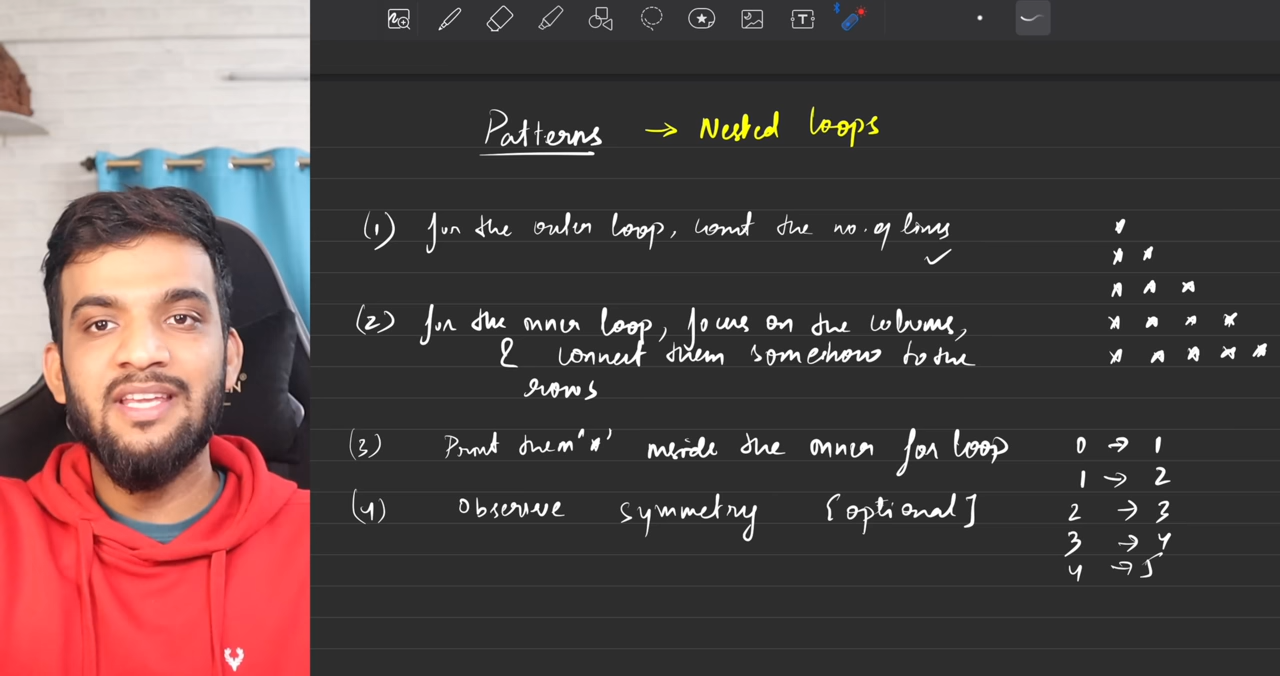 Patterns → Nested loops
(1) for the outer loop, count the no. of lines
(2) for the inner loop, focus on the columns,
& connect them somehow to the
rows
(3) Print them '*' inside the inner for loop
(4) Observe symmetry [optional]
*
* *
* * *
* * * *
* * * * *
0 → 1
1 → 2
2 → 3
3 → 4
4 → 5